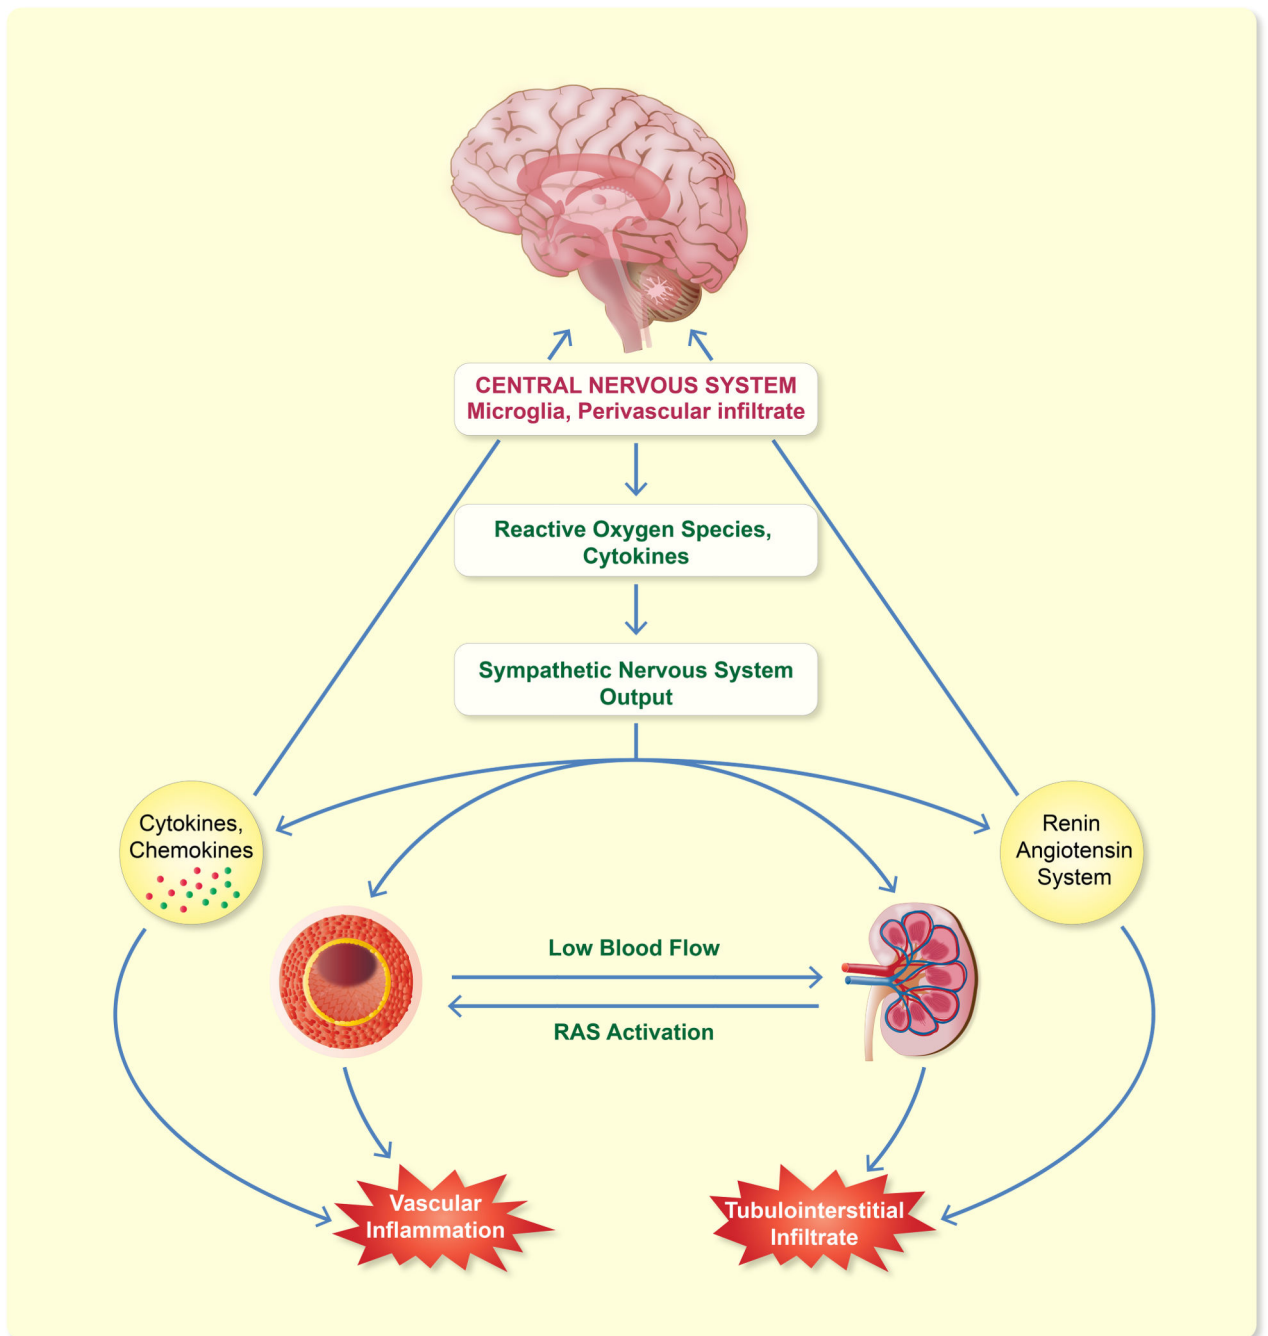 CENTRAL NERVOUS SYSTEM
Microglia, Perivascular infiltrate
Reactive Oxygen Species,
Cytokines
Sympathetic Nervous System
Output
Cytokines,
Chemokines
Renin
Angiotensin
System
Low Blood Flow
RAS Activation
Vascular
Inflammation
Tubulointerstitial
Infiltrate